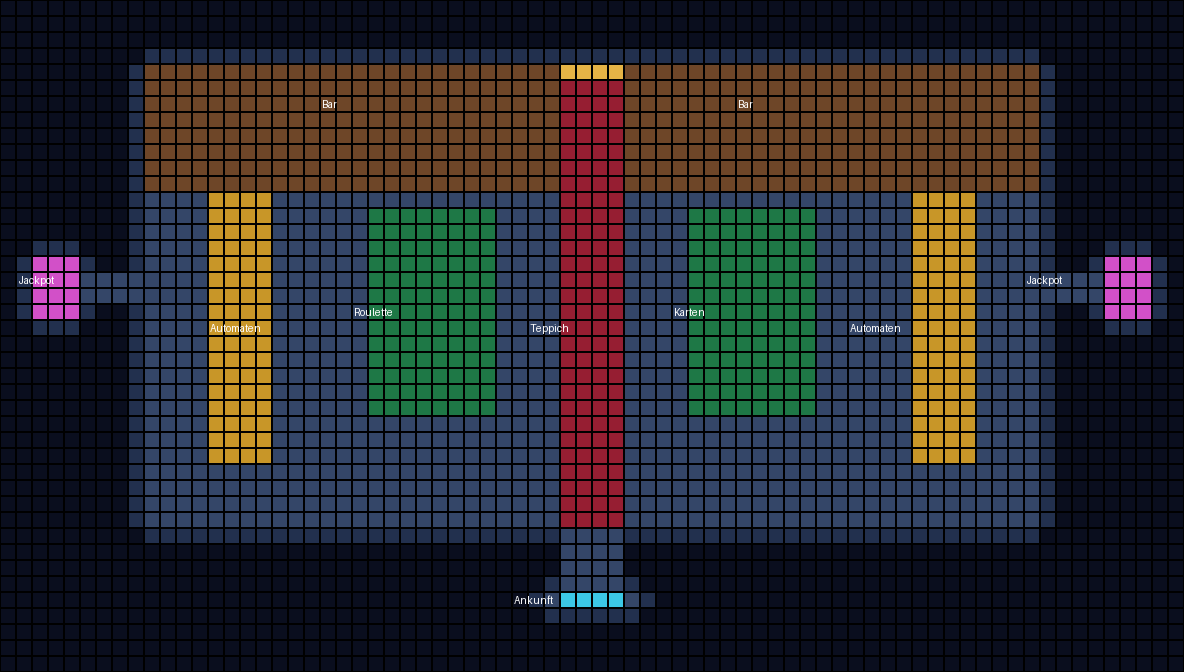 Bar
Bar
Jackpot
Jackpot
Roulette
Karten
Automaten
Teppich
Automaten
Ankunft